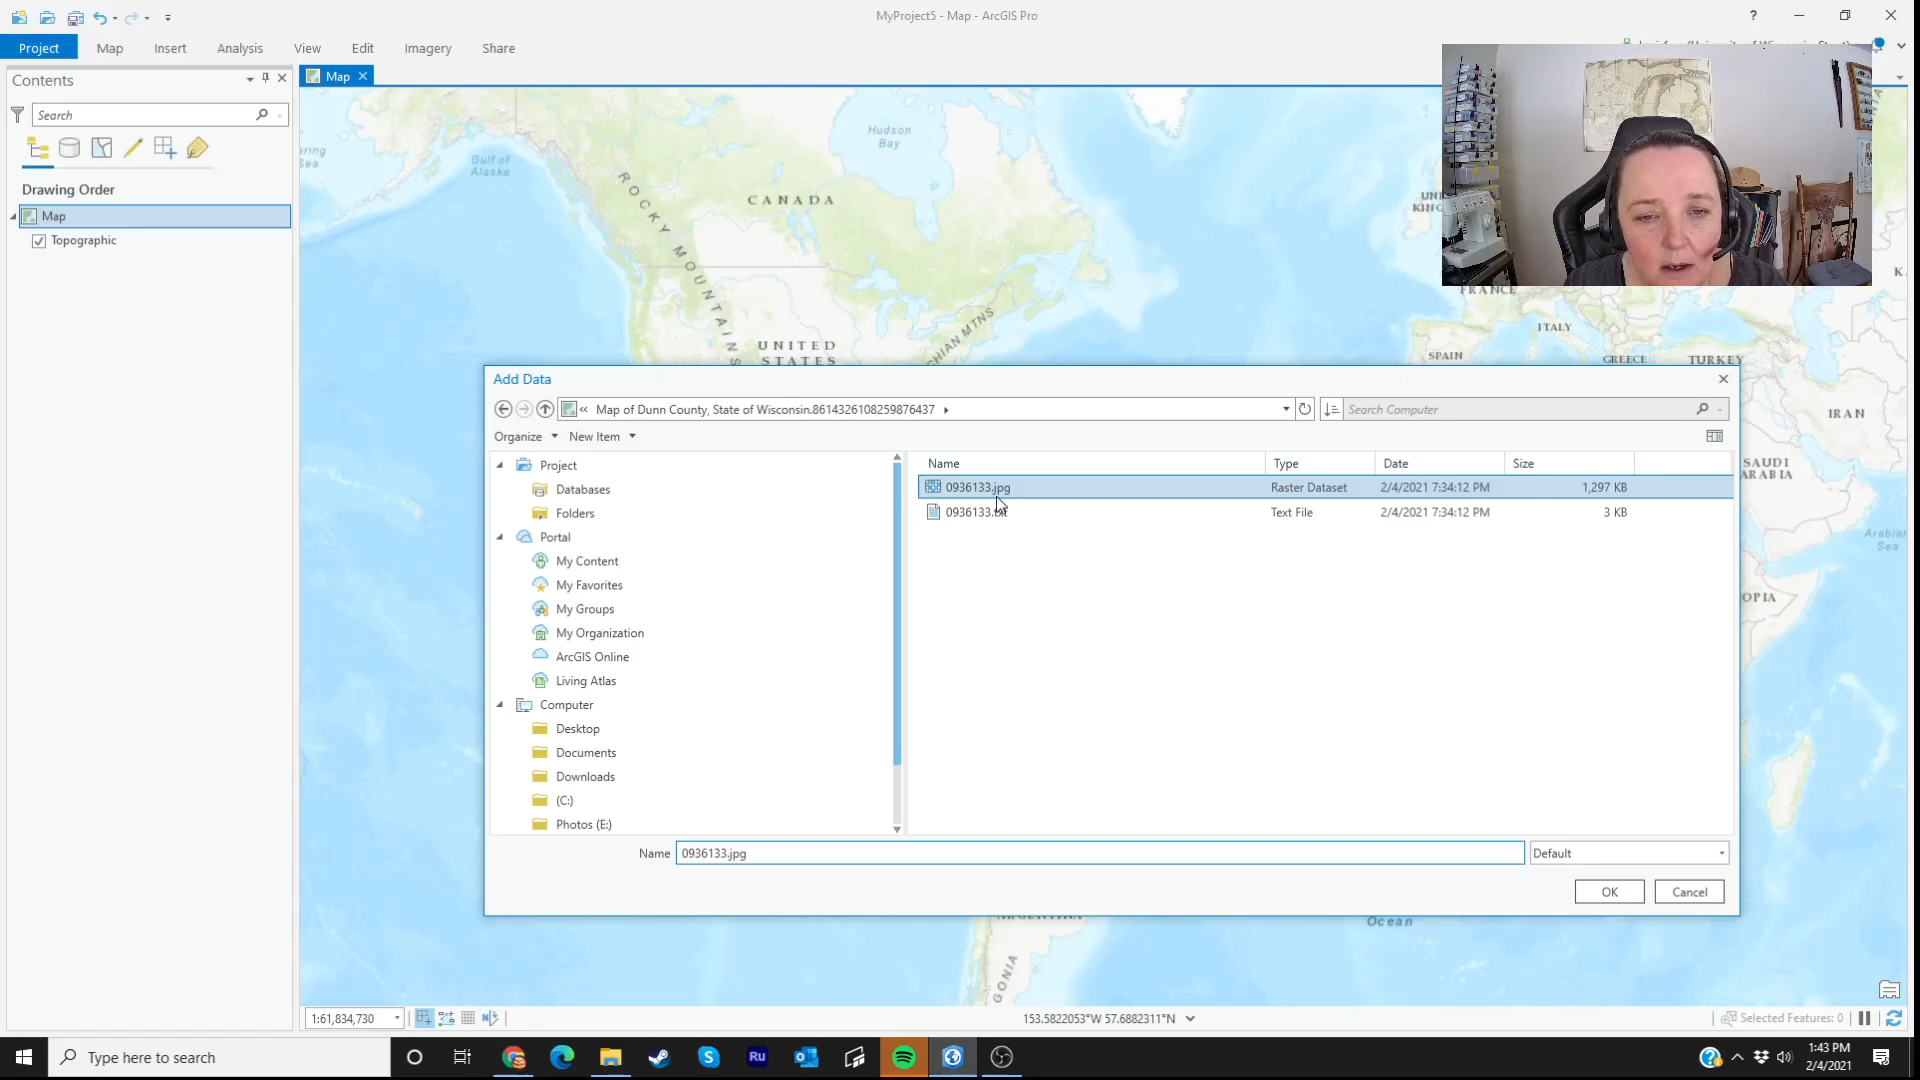 MyProject5 - Map - ArcGIS Pro
?
Project
Map
Insert
Analysis
View
Edit
Imagery
Share
Contents
Search
Drawing Order
Map
Topographic
Map
Hudson
Bay
Gulf of
Alaska
CANADA
ROCKY MOUNTAINS
UNITED
STATES
FRANCE
ITALY
SPAIN
GREECE
TURKEY
IRAN
SAUDI
ARABIA
Arabian
Sea
Ocean
Add Data
« Map of Dunn County, State of Wisconsin.8614326108259876437
Search Computer
Organize
New Item
Project
Databases
Folders
Portal
My Content
My Favorites
My Groups
My Organization
ArcGIS Online
Living Atlas
Computer
Desktop
Documents
Downloads
(C:)
Photos (E:)
Name
Type
Date
Size
0936133.jpg
Raster Dataset
2/4/2021 7:34:12 PM
1,297 KB
Text File
2/4/2021 7:34:12 PM
3 KB
Name
0936133.jpg
Default
OK
Cancel
1:61,834,730
153.5822053°W 57.6882311°N
Selected Features: 0
Type here to search
Ru
1:43 PM
2/4/2021